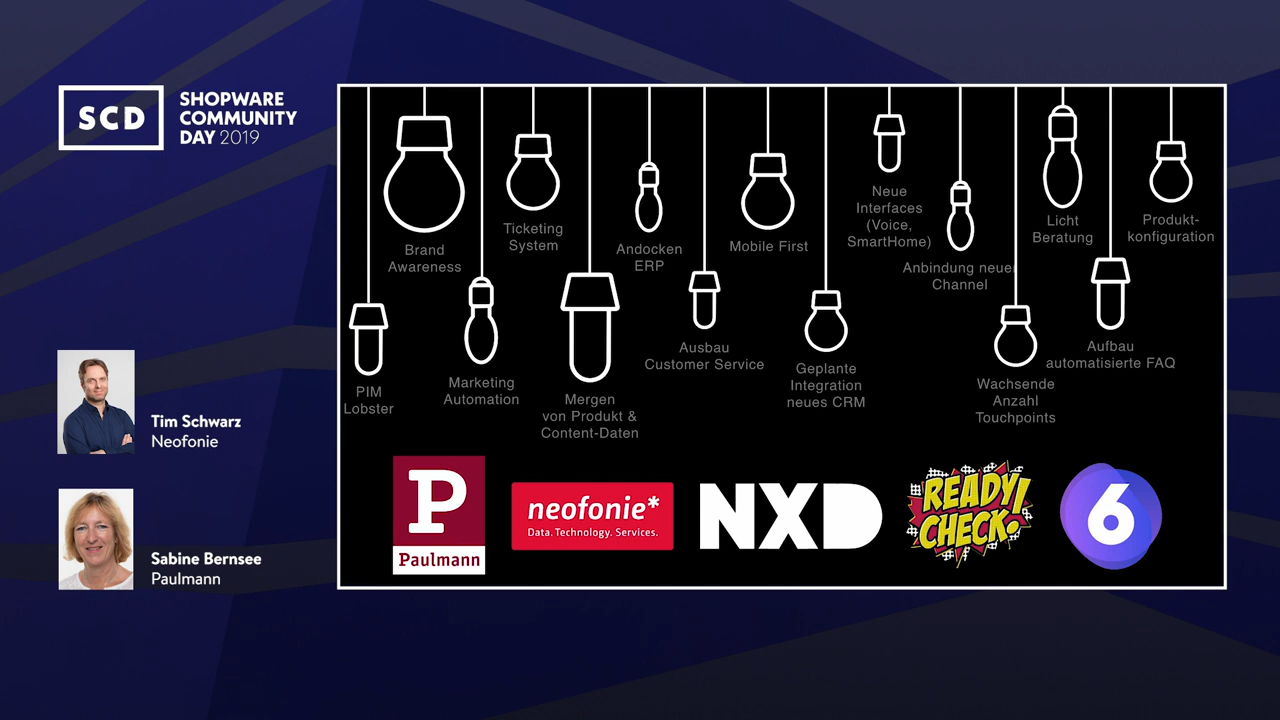 SCD
SHOPWARE
COMMUNITY
DAY 2019
Tim Schwarz
Neofonie
Sabine Bernsee
Paulmann
Brand
Awareness
Ticketing
System
Andocken
ERP
Mobile First
Neue
Interfaces
(Voice,
SmartHome)
Anbindung neuer
Channel
Licht
Beratung
Produkt-
konfiguration
PIM
Lobster
Marketing
Automation
Mergen
von Produkt &
Content-Daten
Ausbau
Customer Service
Geplante
Integration
neues CRM
Wachsende
Anzahl
Touchpoints
Aufbau
automatisierte FAQ
P
Paulmann
neofonie*
Data. Technology. Services.
NXD
READY!
CHECK!
6